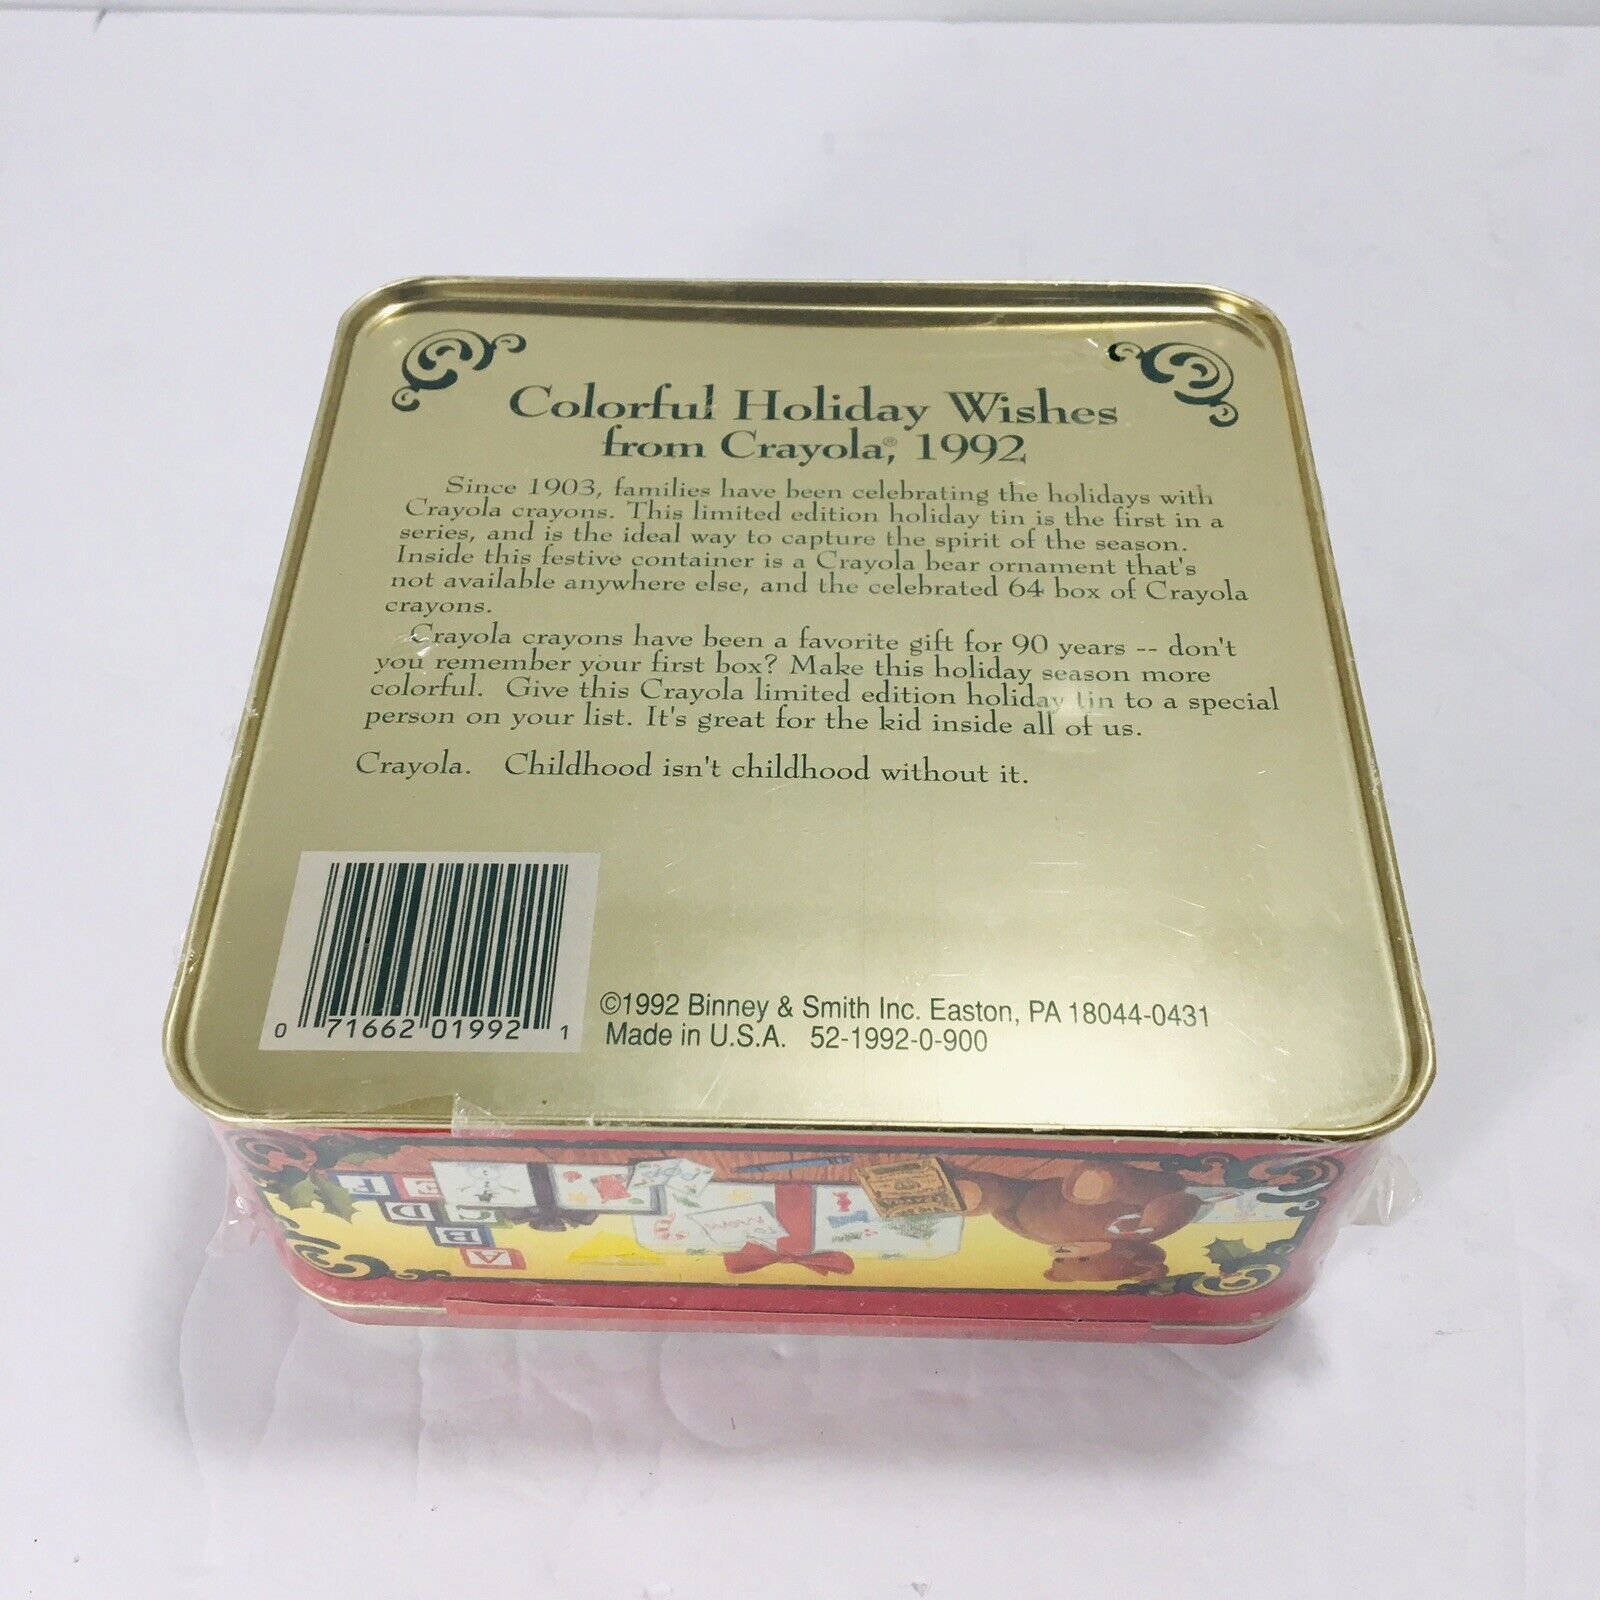 Colorful Holiday Wishes
from Crayola®, 1992
Since 1903, families have been celebrating the holidays with
Crayola crayons. This limited edition holiday tin is the first in a
series, and is the ideal way to capture the spirit of the season.
Inside this festive container is a Crayola bear ornament that's
not available anywhere else, and the celebrated 64 box of Crayola
crayons.
Crayola crayons have been a favorite gift for 90 years -- don't
you remember your first box? Make this holiday season more
colorful. Give this Crayola limited edition holiday tin to a special
person on your list. It's great for the kid inside all of us.
Crayola. Childhood isn't childhood without it.
0 71662 01992 1
©1992 Binney & Smith Inc. Easton, PA 18044-0431
Made in U.S.A. 52-1992-0-900
F E
D C
B
A
MOM